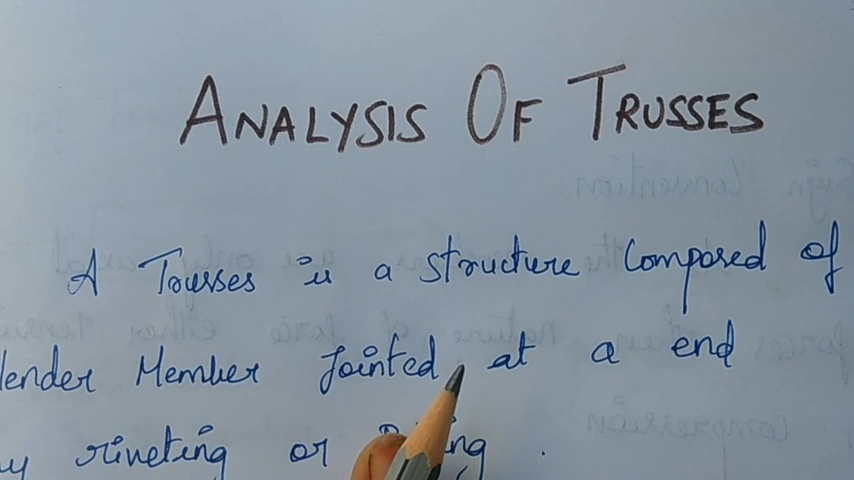 ANALYSIS OF TRUSSES
A Trusses is a structure composed of
lender Member Jointed at a end
riveting or